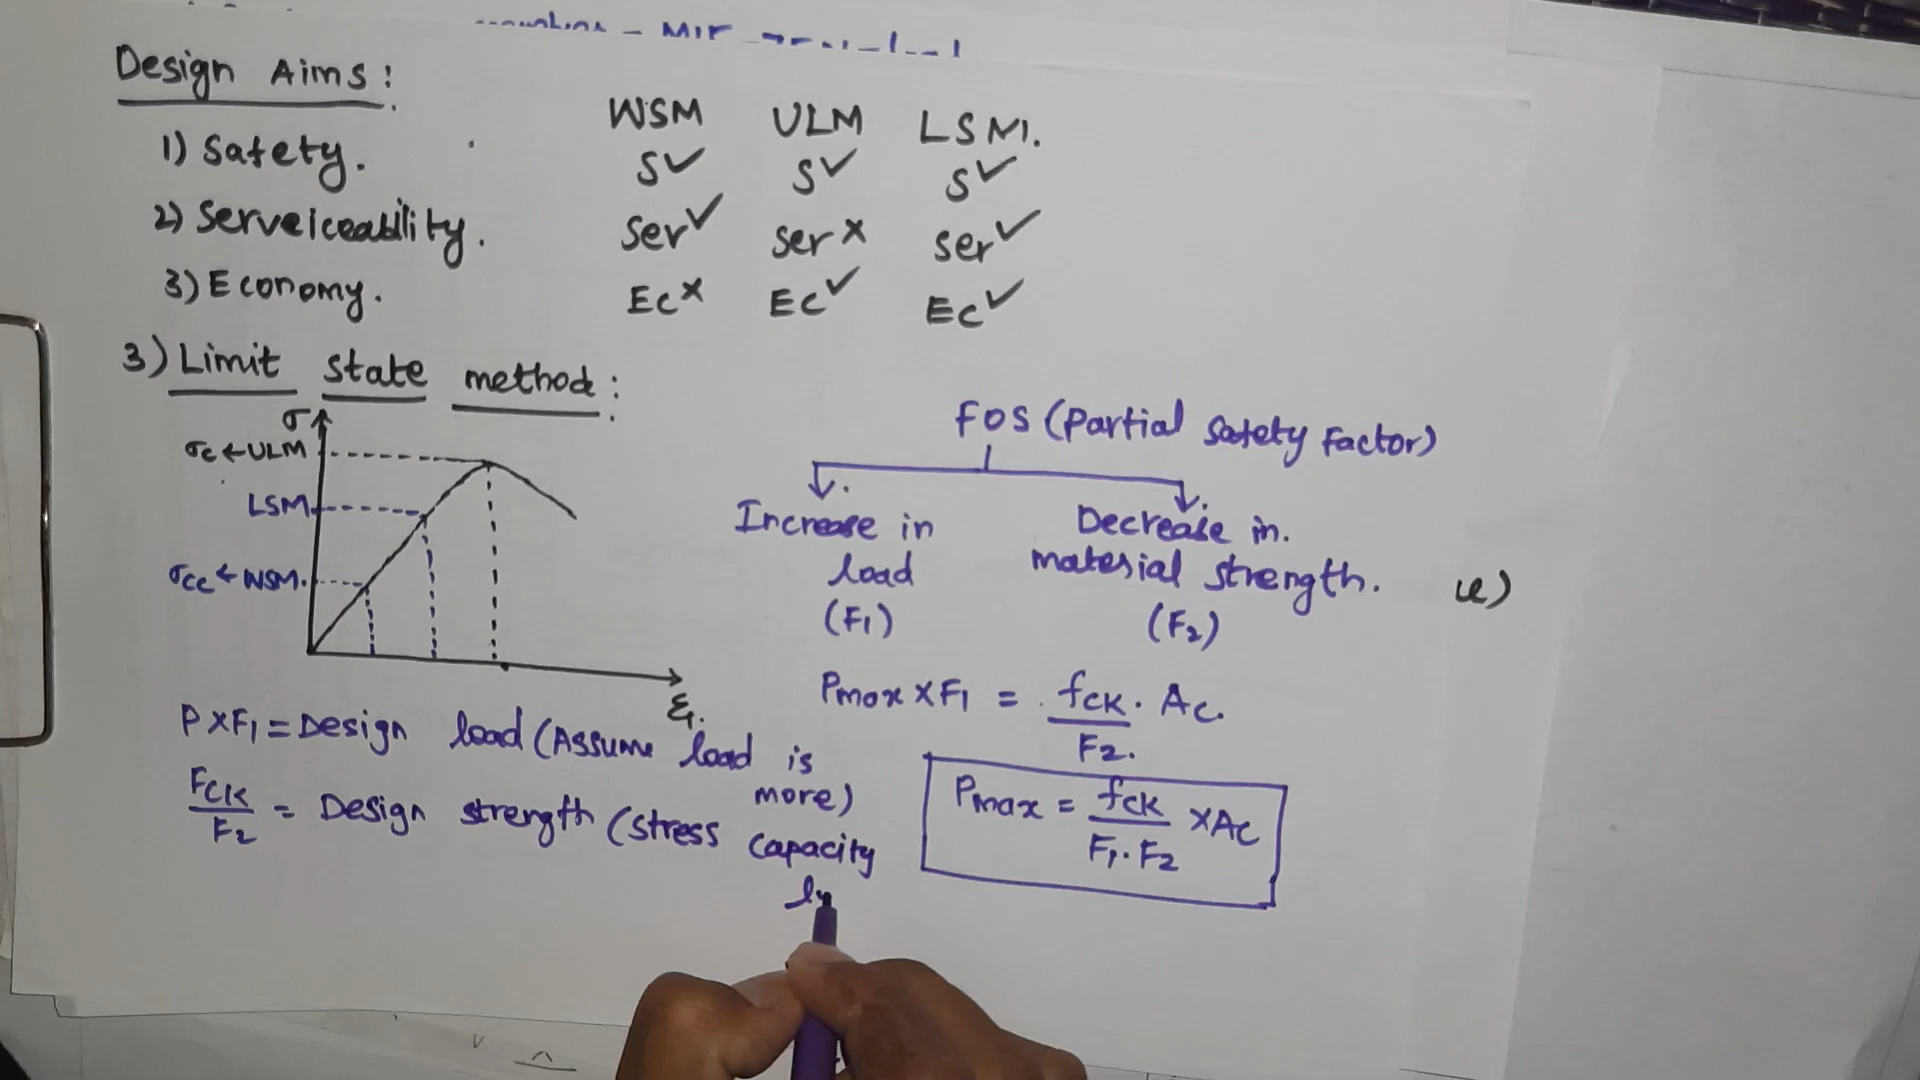 Design Aims:
WSM ULM LSM.
1) Safety. S✓ S✓ S✓
2) Serveiceability. Ser✓ Ser× Ser✓
3) Economy. Ec× Ec✓ Ec✓
3) Limit state method:
σ
σc ← ULM
LSM
σcc ← WSM.
ε.
FOS (Partial Safety Factor)
Increase in
load
(F1)
Decrease in.
material strength.
(F2)
Pmax × F1 = fck . Ac.
F2.
P × F1 = Design load (Assume load is
more)
Fck
F2 = Design strength (stress capacity
Pmax = fck × Ac
F1 . F2